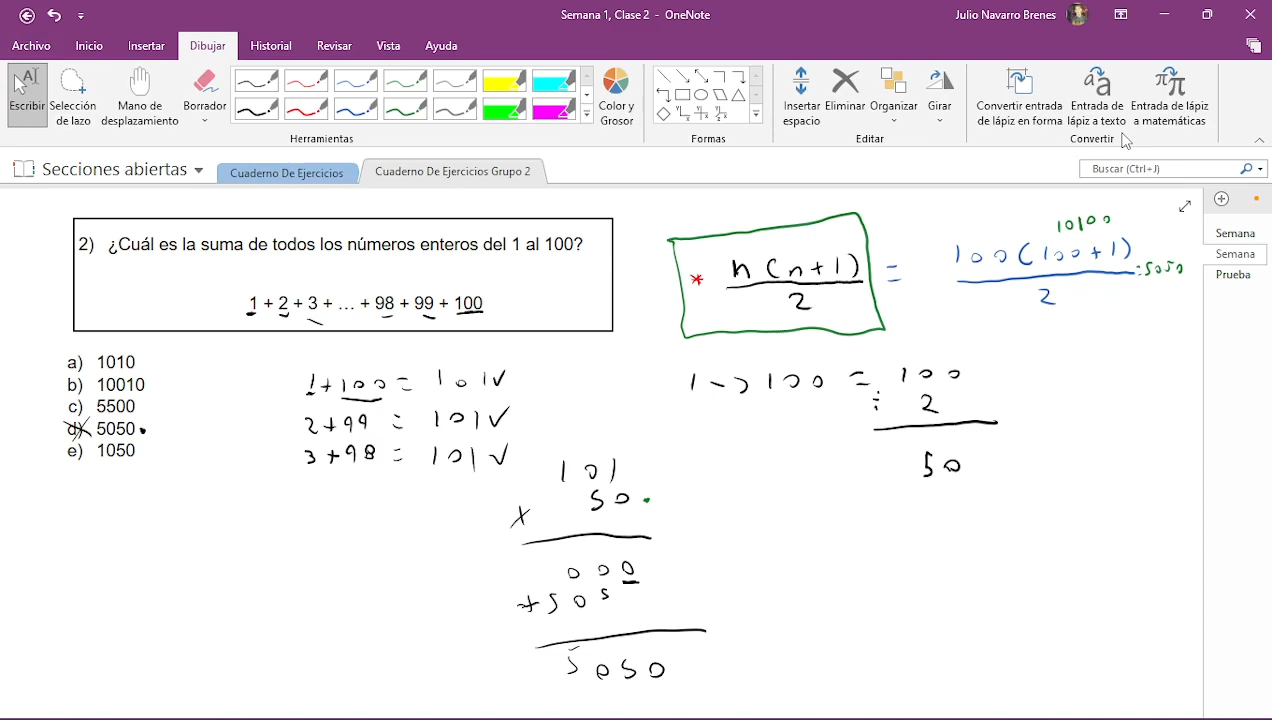 Semana 1, Clase 2 - OneNote
Julio Navarro Brenes
Archivo Inicio Insertar Dibujar Historial Revisar Vista Ayuda
Escribir
Selección de lazo
Mano de desplazamiento
Borrador
Color y Grosor
Insertar espacio
Eliminar
Organizar
Girar
Convertir entrada de lápiz en forma
Entrada de lápiz a texto
Entrada de lápiz a matemáticas
Herramientas
Formas
Editar
Convertir
Secciones abiertas
Cuaderno De Ejercicios
Cuaderno De Ejercicios Grupo 2
Buscar (Ctrl+J)
Semana
Semana
Prueba
2) ¿Cuál es la suma de todos los números enteros del 1 al 100?
1 + 2 + 3 + … + 98 + 99 + 100
a) 1010
b) 10010
c) 5500
d) 5050
e) 1050
1+100 = 101 ✓
2+99 = 101 ✓
3+98 = 101 ✓
* n(n+1)
2
=
10100
100(100+1)
2
=5050
1->100 = 100
÷ 2
50
101
x 50
000
+505
5050